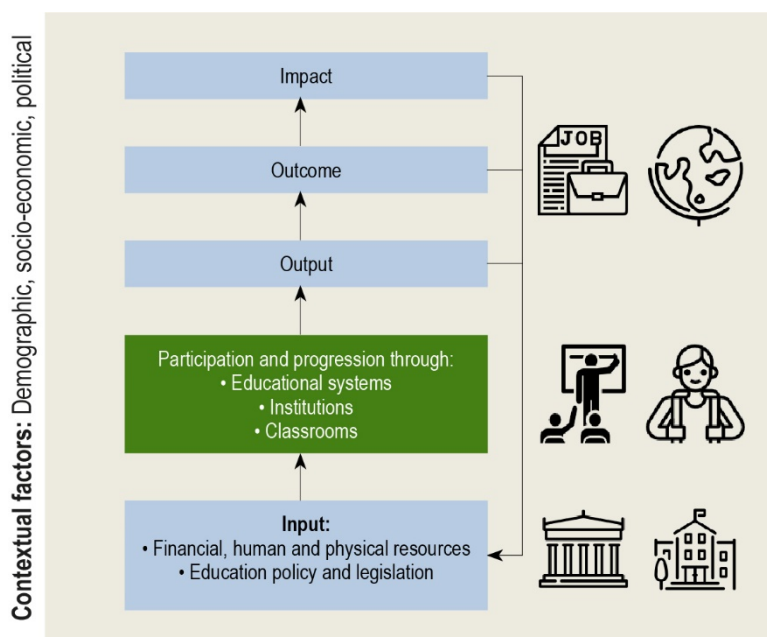 Contextual factors: Demographic, socio-economic, political
Impact
JOB
Outcome
Output
Participation and progression through:
• Educational systems
• Institutions
• Classrooms
Input:
• Financial, human and physical resources
• Education policy and legislation